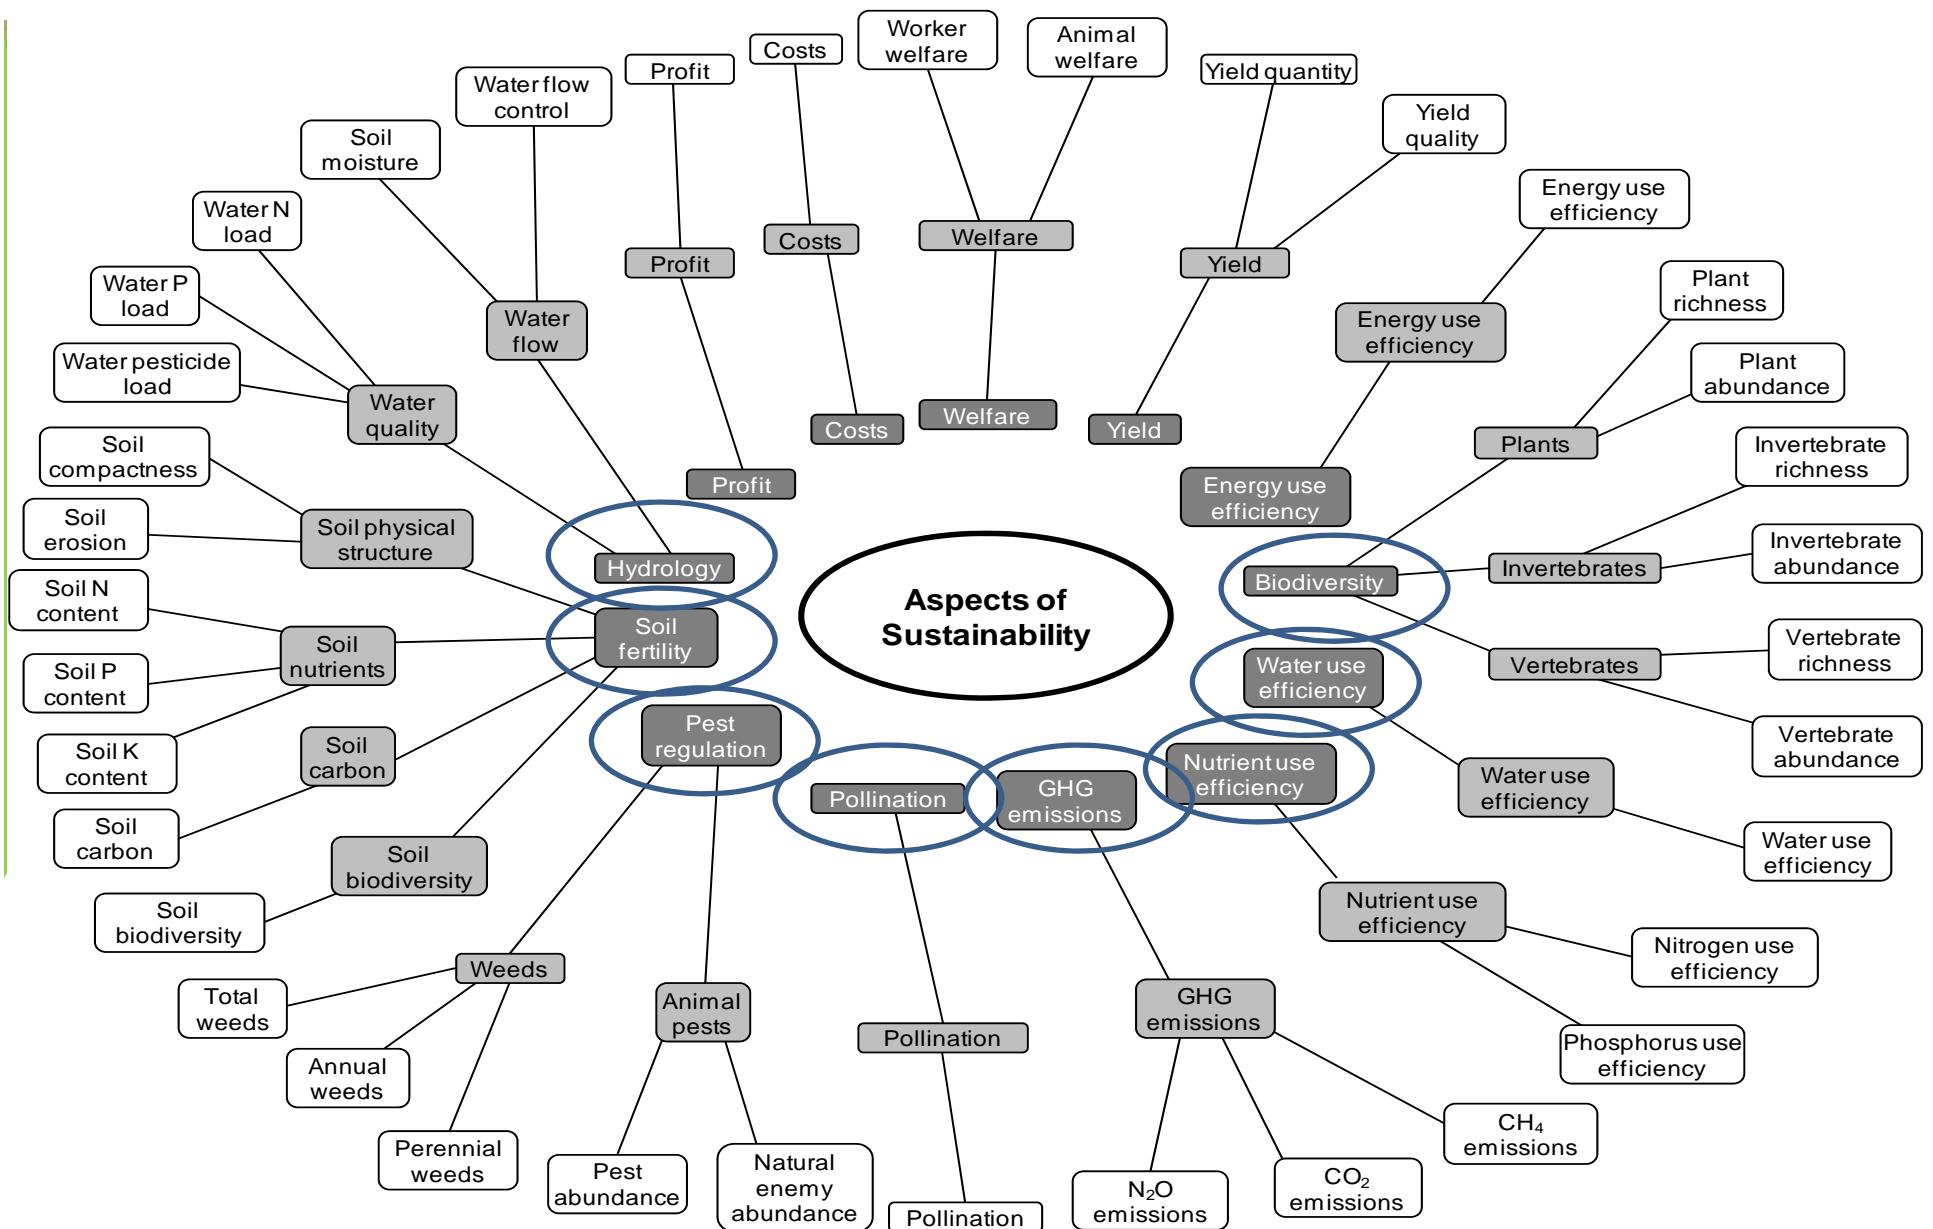 Costs
Worker
welfare
Animal
welfare
Profit
Yield quantity
Water flow
control
Yield
quality
Soil
moisture
Energy use
efficiency
Water N
load
Costs
Welfare
Profit
Yield
Water P
load
Plant
richness
Water
flow
Energy use
efficiency
Water pesticide
load
Plant
abundance
Water
quality
Costs
Welfare
Yield
Soil
compactness
Plants
Invertebrate
richness
Profit
Energy use
efficiency
Soil
erosion
Soil physical
structure
Hydrology
Aspects of
Sustainability
Biodiversity
Invertebrates
Invertebrate
abundance
Soil N
content
Soil
nutrients
Soil
fertility
Water use
efficiency
Vertebrates
Vertebrate
richness
Soil P
content
Soil K
content
Soil
carbon
Pest
regulation
Nutrient use
efficiency
Vertebrate
abundance
Pollination
GHG
emissions
Water use
efficiency
Soil
carbon
Soil
biodiversity
Water use
efficiency
Soil
biodiversity
Nutrient use
efficiency
Nitrogen use
efficiency
Weeds
Total
weeds
Animal
pests
Pollination
GHG
emissions
Annual
weeds
Phosphorus use
efficiency
Perennial
weeds
Pest
abundance
Natural
enemy
abundance
Pollination
N₂O
emissions
CO₂
emissions
CH₄
emissions